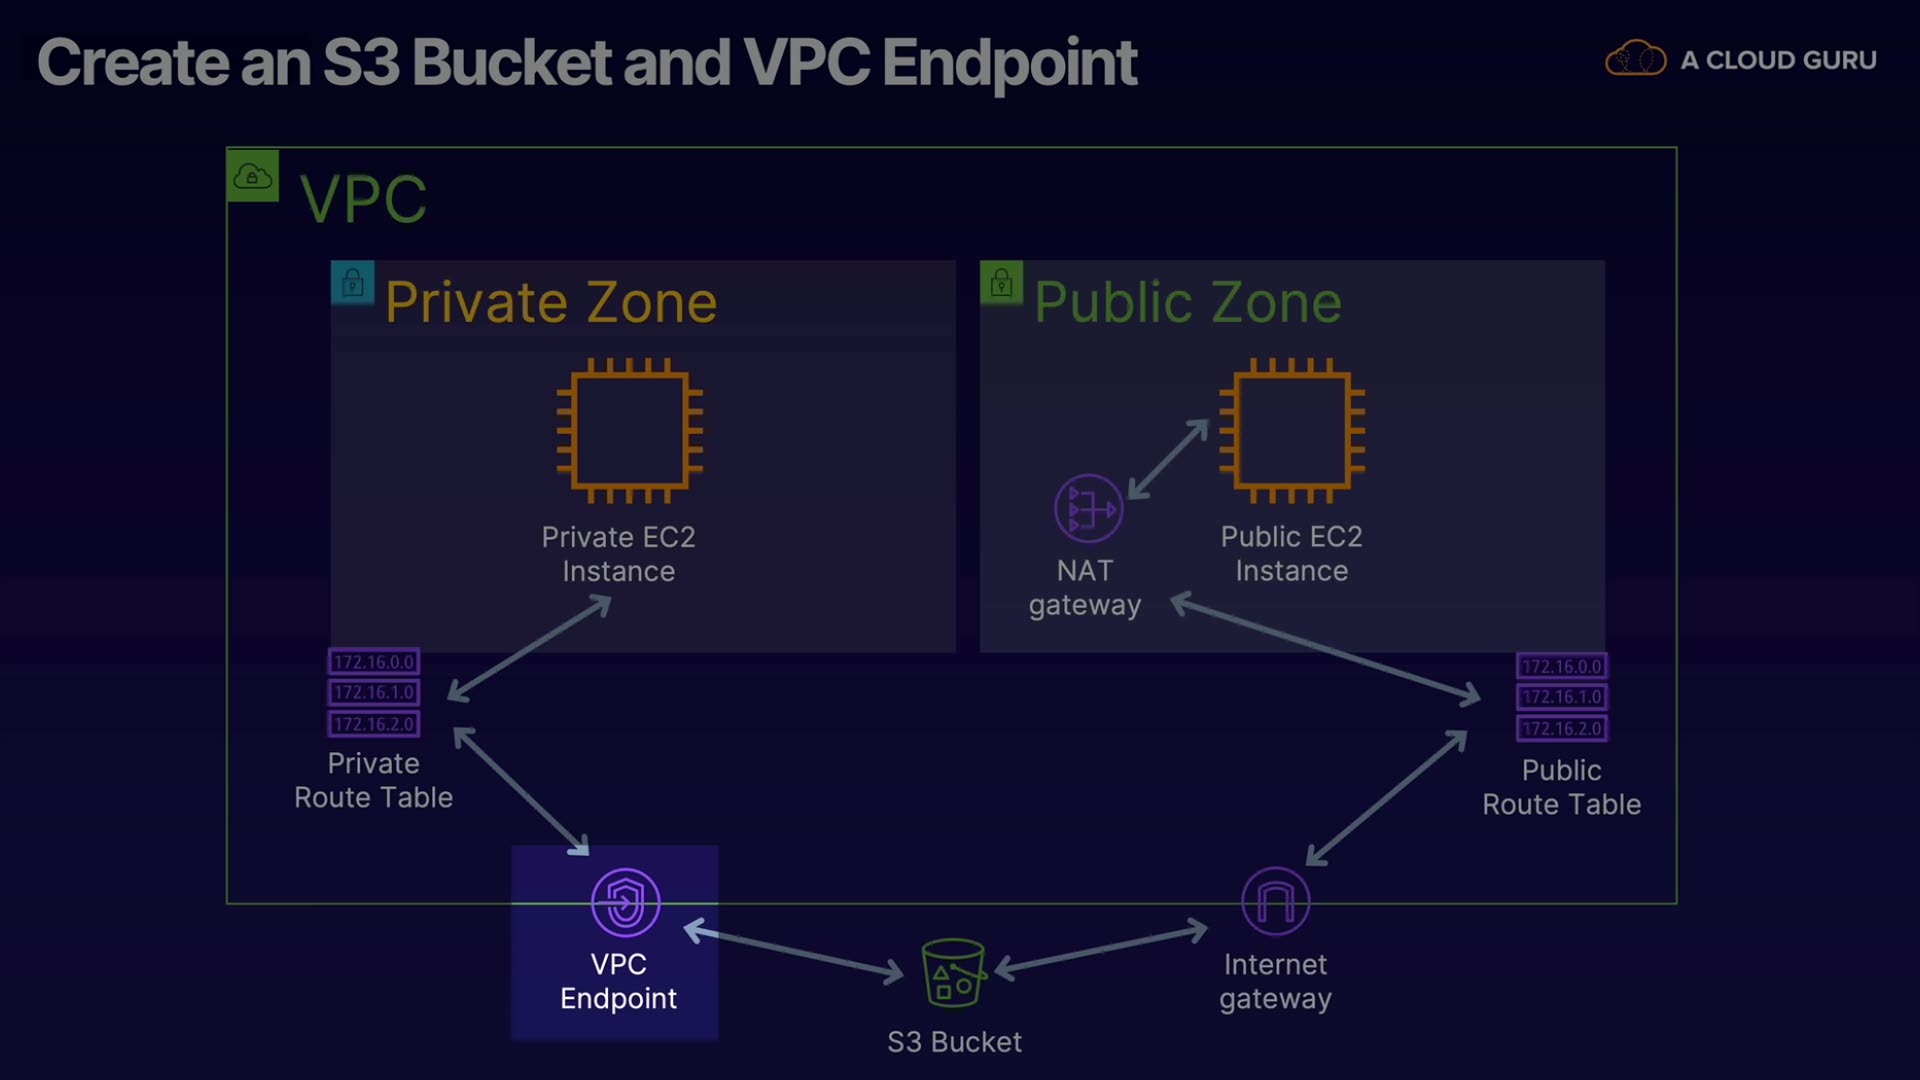 Create an S3 Bucket and VPC Endpoint
A CLOUD GURU
VPC
Private Zone
Public Zone
Private EC2
Instance
NAT
gateway
Public EC2
Instance
172.16.0.0
172.16.1.0
172.16.2.0
Private
Route Table
172.16.0.0
172.16.1.0
172.16.2.0
Public
Route Table
VPC
Endpoint
S3 Bucket
Internet
gateway